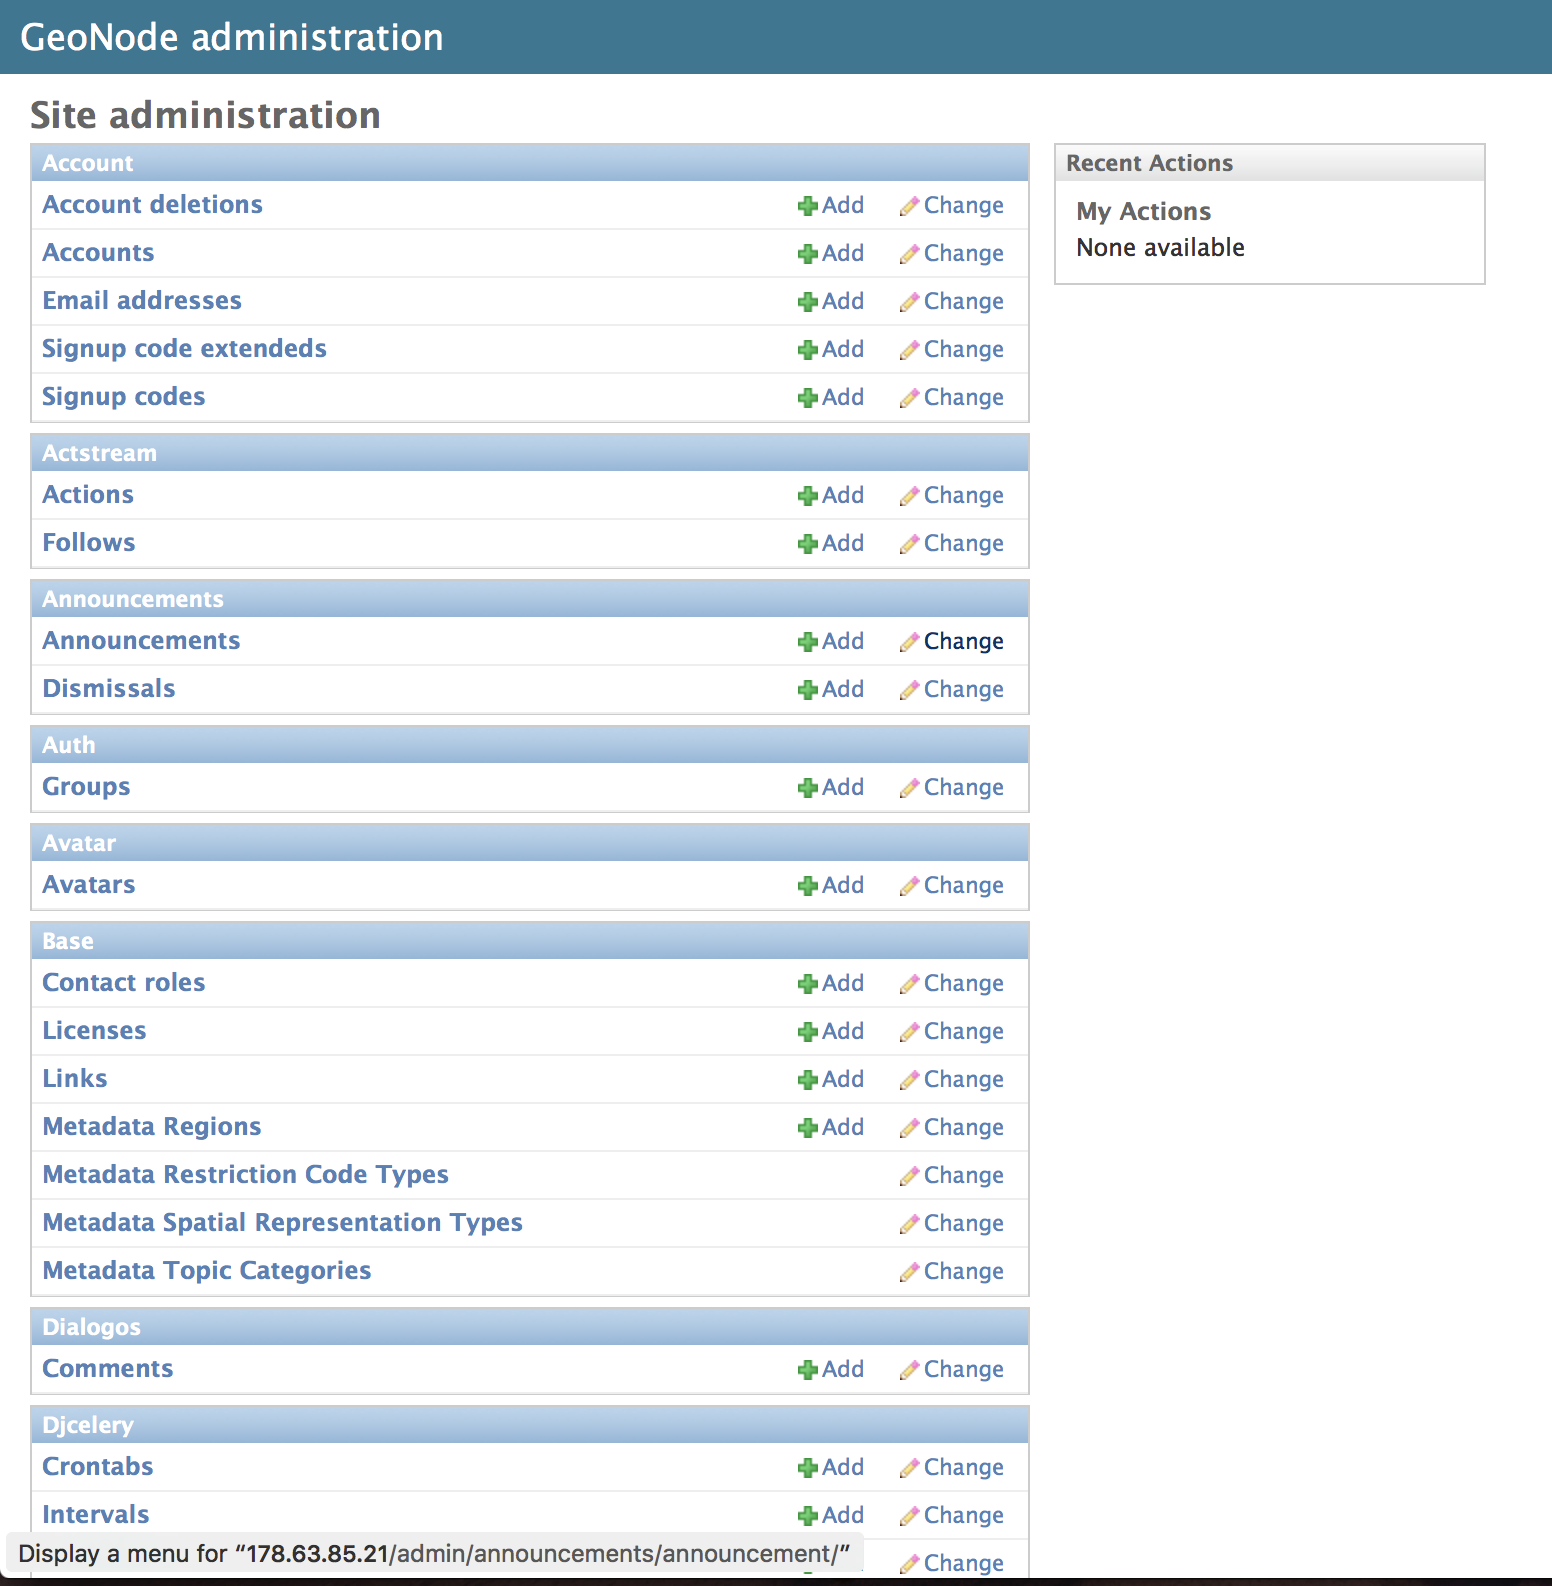 GeoNode administration
Site administration
Account
Account deletions Add Change
Accounts Add Change
Email addresses Add Change
Signup code extendeds Add Change
Signup codes Add Change
Actstream
Actions Add Change
Follows Add Change
Announcements
Announcements Add Change
Dismissals Add Change
Auth
Groups Add Change
Avatar
Avatars Add Change
Base
Contact roles Add Change
Licenses Add Change
Links Add Change
Metadata Regions Add Change
Metadata Restriction Code Types Change
Metadata Spatial Representation Types Change
Metadata Topic Categories Change
Dialogos
Comments Add Change
Djcelery
Crontabs Add Change
Intervals Add Change
Change
Display a menu for “178.63.85.21/admin/announcements/announcement/”
Recent Actions
My Actions
None available